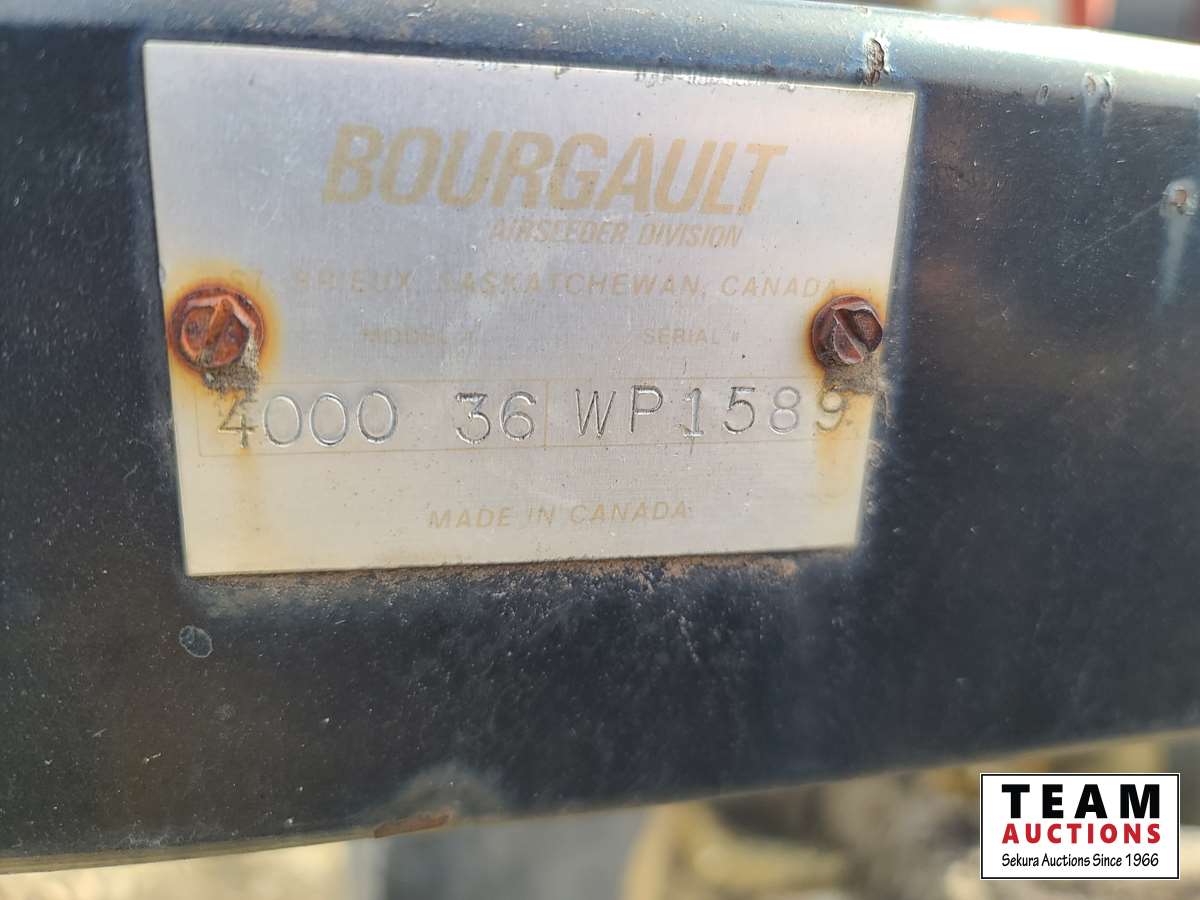 BOURGAULT
AIRSEEDER DIVISION
ST. BRIEUX, SASKATCHEWAN, CANADA
MODEL # SERIAL #
4000 36 WP1589
MADE IN CANADA
TEAM
AUCTIONS
Sekura Auctions Since 1966